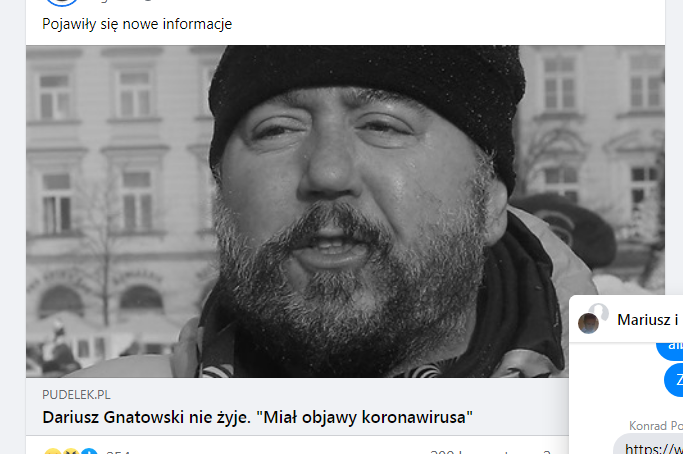 Pojawiły się nowe informacje
PUDELEK.PL
Dariusz Gnatowski nie żyje. "Miał objawy koronawirusa"
Mariusz i
Z
Konrad Po
https://w